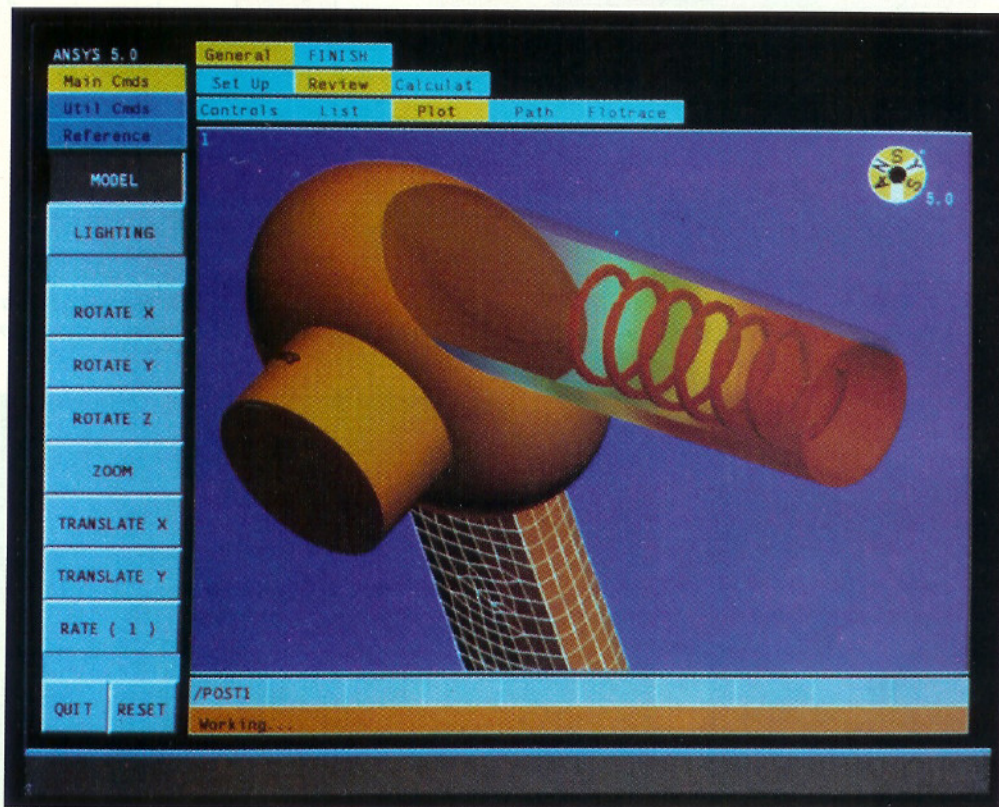 ANSYS 5.0
General FINISH
Main Cmds
Set Up Review Calculat
Util Cmds
Controls List Plot Path Flotrace
Reference
1
MODEL
ANSYS
5.0
LIGHTING
ROTATE X
ROTATE Y
ROTATE Z
ZOOM
TRANSLATE X
TRANSLATE Y
RATE ( 1 )
QUIT RESET
/POST1
Working...